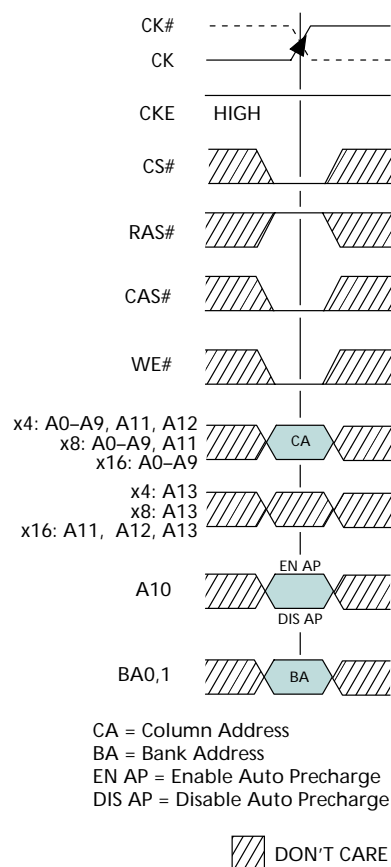 CK#
CK
CKE HIGH
CS#
RAS#
CAS#
WE#
x4: A0–A9, A11, A12
x8: A0–A9, A11
x16: A0–A9
CA
x4: A13
x8: A13
x16: A11, A12, A13
EN AP
A10
DIS AP
BA0,1
BA
CA = Column Address
BA = Bank Address
EN AP = Enable Auto Precharge
DIS AP = Disable Auto Precharge
DON'T CARE